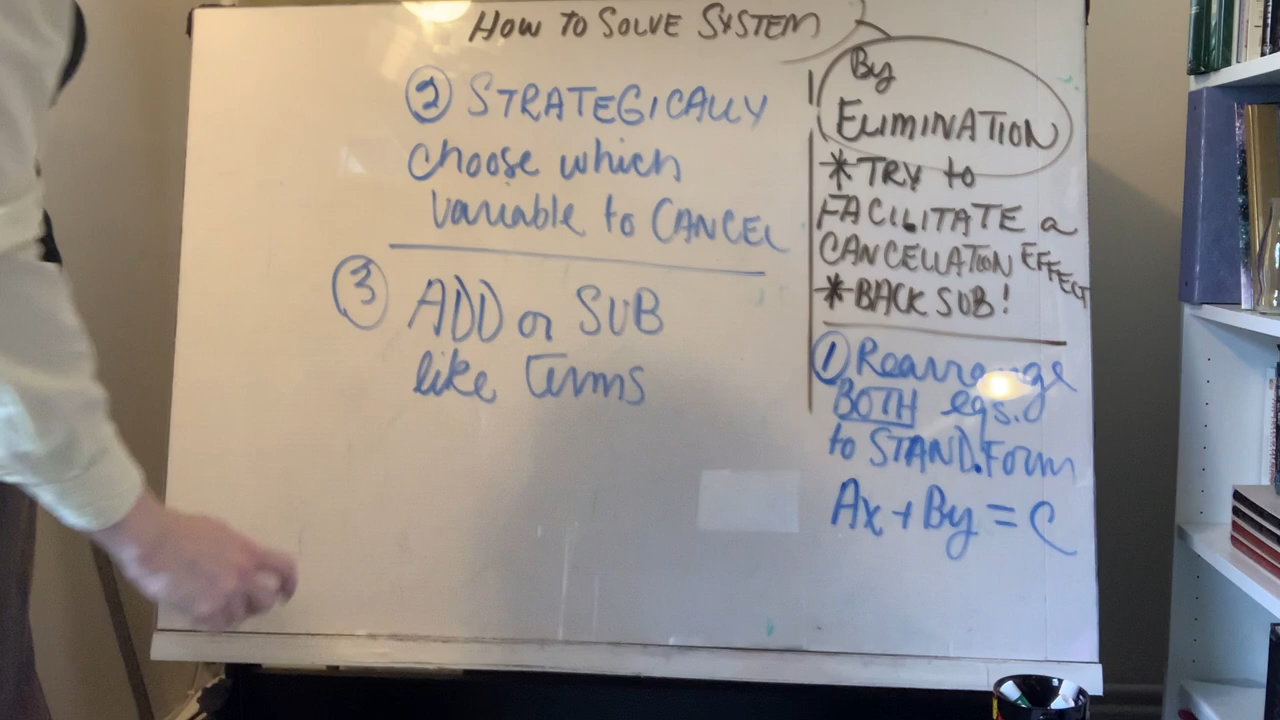 HOW TO SOLVE SYSTEM
By
ELIMINATION
* TRY to
FACILITATE a
CANCELLATION EFFECT
* BACK SUB!
① Rearrange
BOTH eqs.
to STAND. Form
Ax + By = C
② STRATEGICALLY
choose which
variable to CANCEL
③ ADD or SUB
like terms